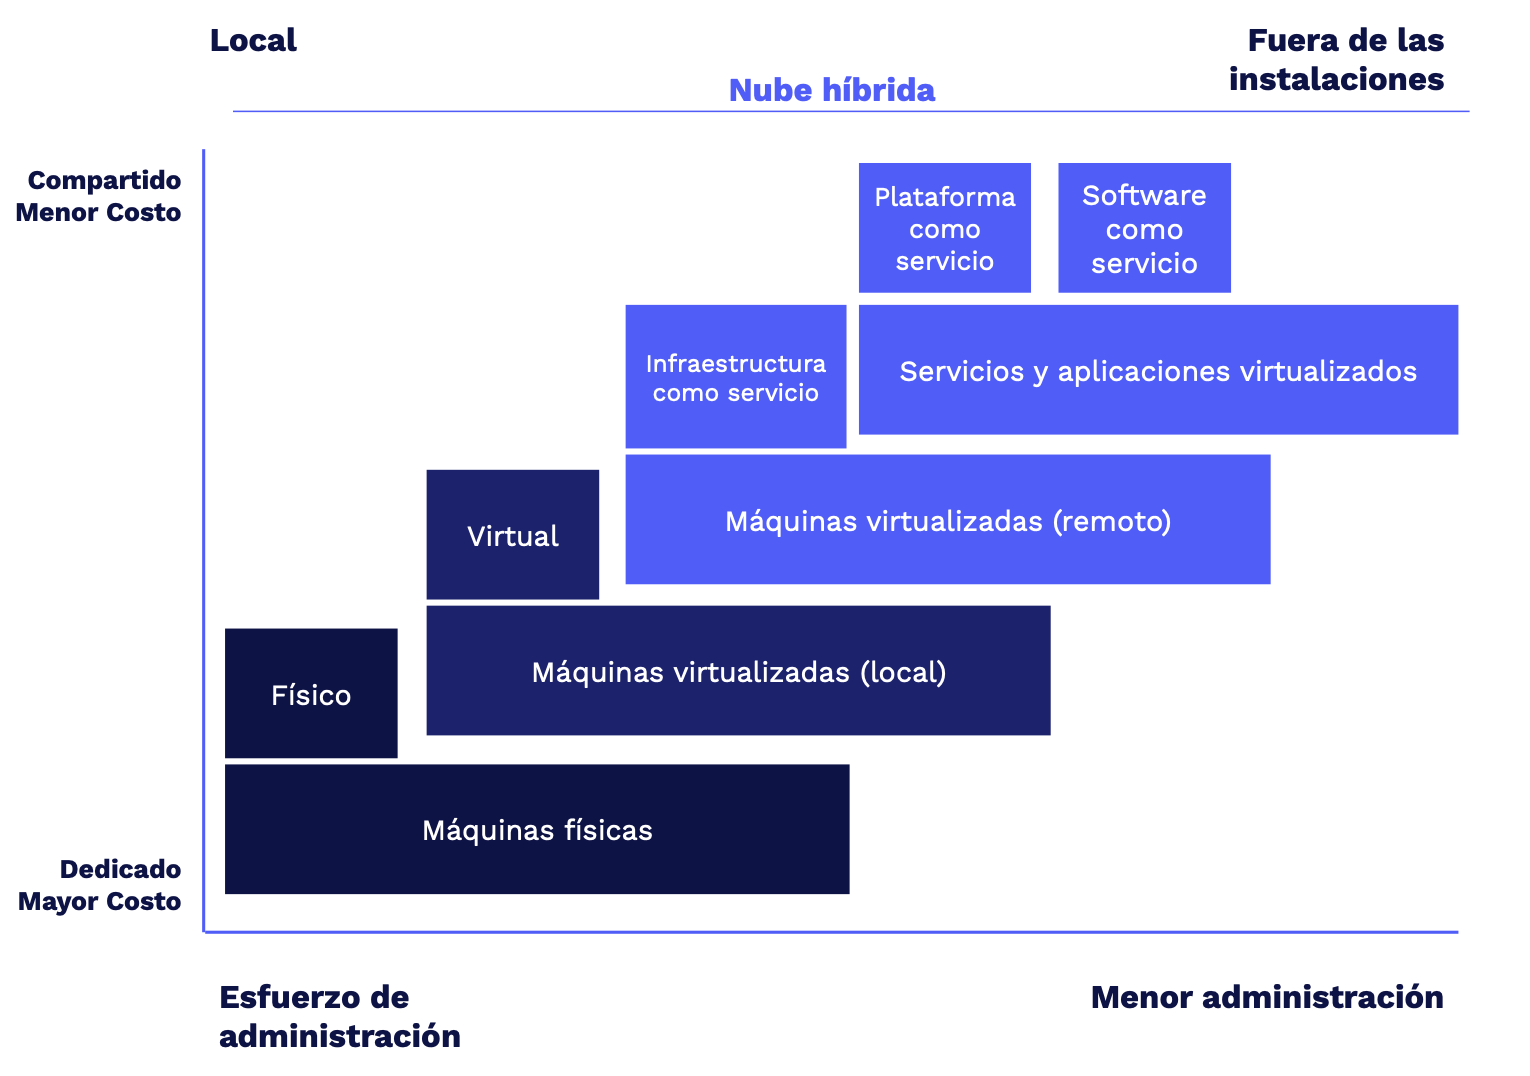 Local
Fuera de las
instalaciones
Nube híbrida
Compartido
Menor Costo
Plataforma
como
servicio
Software
como
servicio
Infraestructura
como servicio
Servicios y aplicaciones virtualizados
Virtual
Máquinas virtualizadas (remoto)
Físico
Máquinas virtualizadas (local)
Máquinas físicas
Dedicado
Mayor Costo
Esfuerzo de
administración
Menor administración